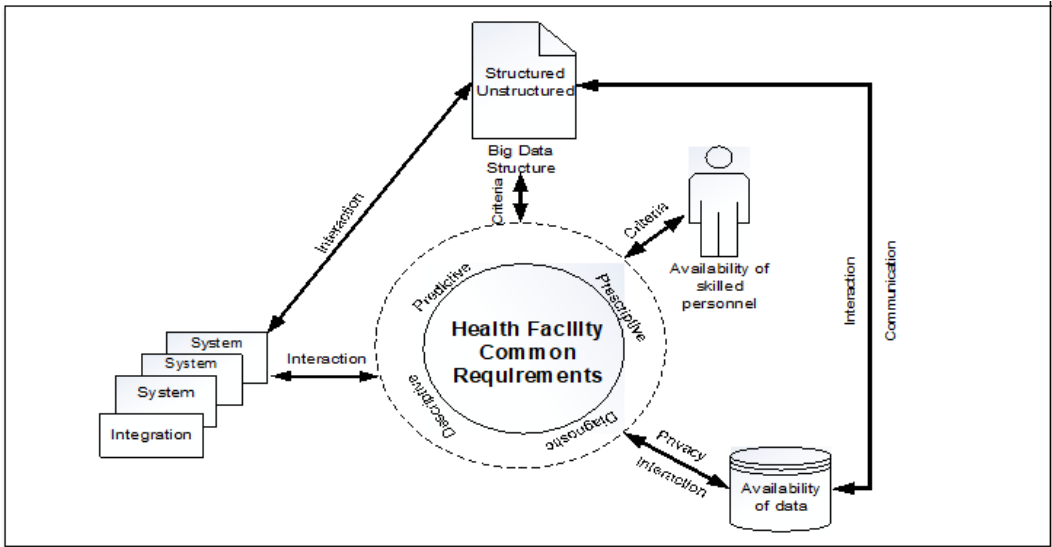 Structured
Unstructured
Big Data
Structure
Criteria
Interaction
Criteria
Availability of
skilled
personnel
Interaction
Communication
Predictive
Prescriptive
Descriptive
Diagnostic
Health Facility
Common
Requirements
System
System
System
Integration
Interaction
Privacy
Interaction
Availability
of data